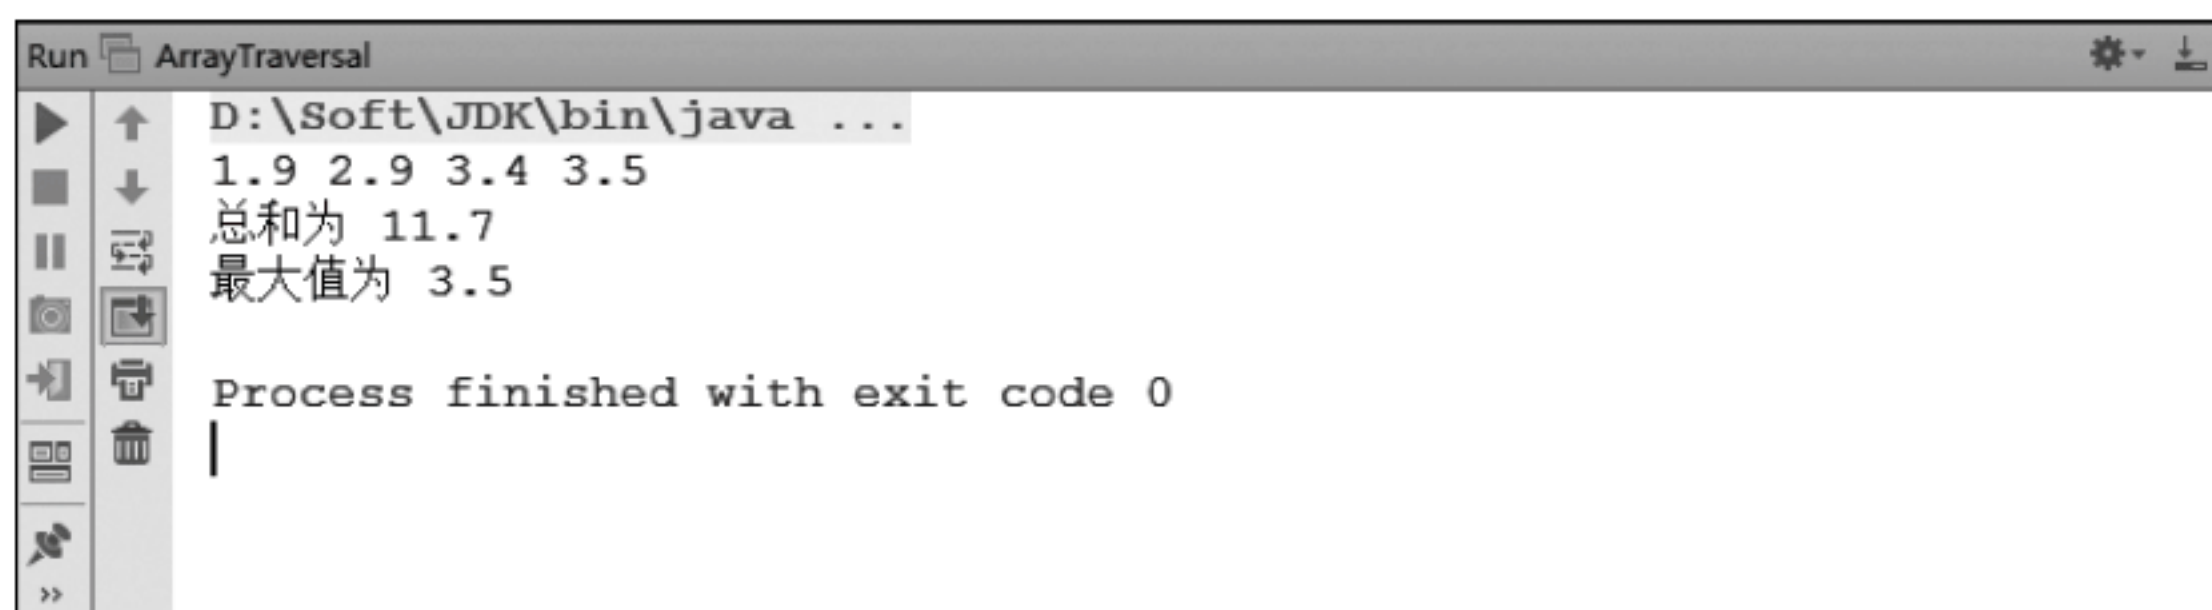 Run ArrayTraversal
D:\Soft\JDK\bin\java ...
1.9 2.9 3.4 3.5
总和为 11.7
最大值为 3.5
Process finished with exit code 0